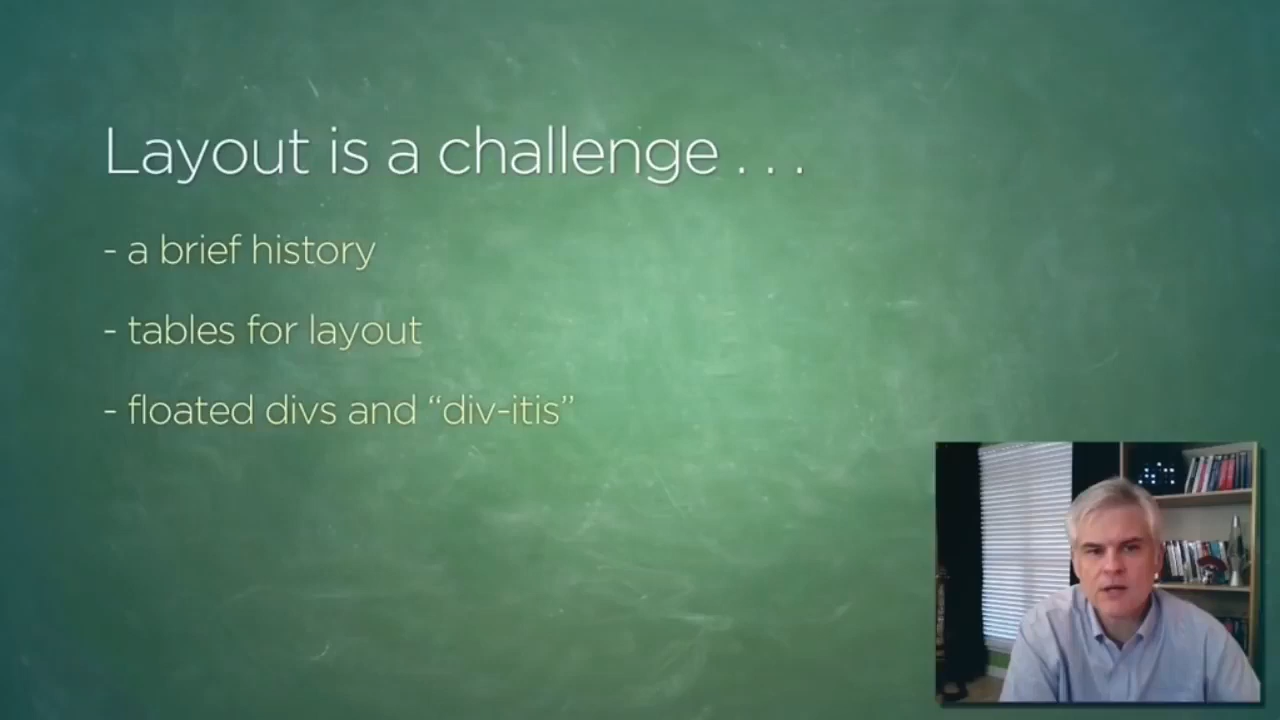 Layout is a challenge . . .
- a brief history
- tables for layout
- floated divs and “div-itis”